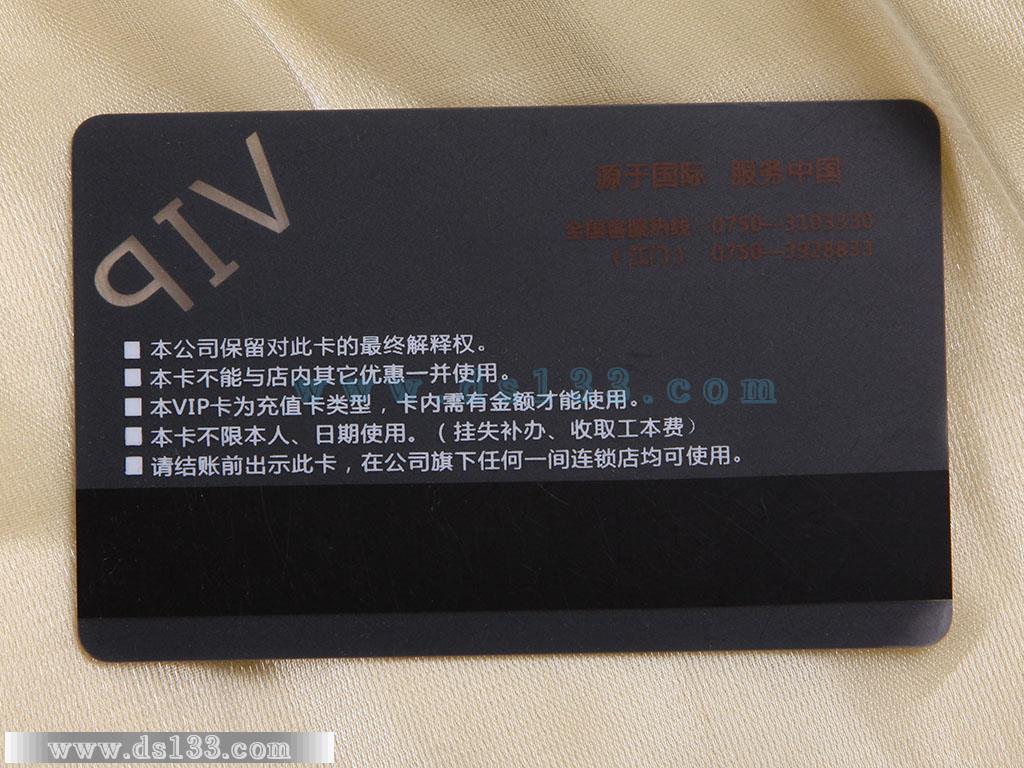 VIP
源于国际 服务中国
全国客服热线 0750—3103330
(江门) 0750—3928833
■ 本公司保留对此卡的最终解释权。
■ 本卡不能与店内其它优惠一并使用。
www.ds133.com
■ 本VIP卡为充值卡类型，卡内需有金额才能使用。
■ 本卡不限本人、日期使用。（挂失补办、收取工本费）
■ 请结账前出示此卡，在公司旗下任何一间连锁店均可使用。
www.ds133.com